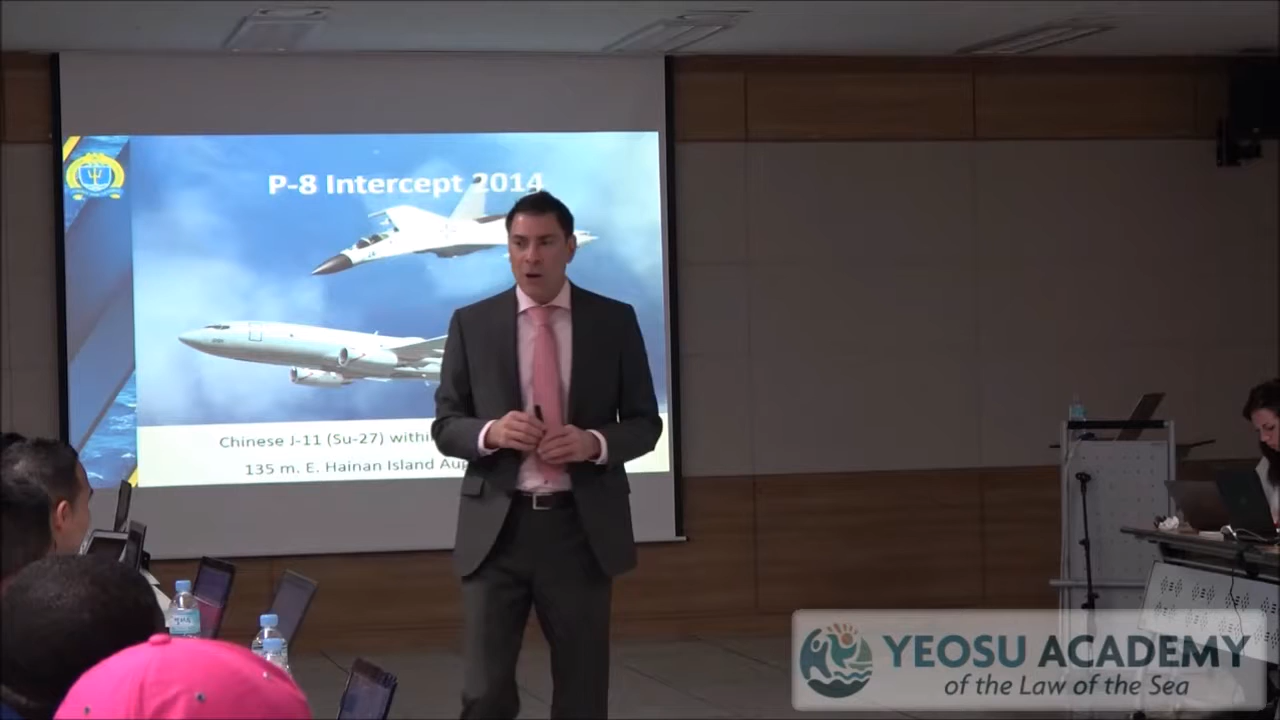 P-8 Intercept 2014
Chinese J-11 (Su-27) within
135 m. E. Hainan Island
YEOSU ACADEMY
of the Law of the Sea